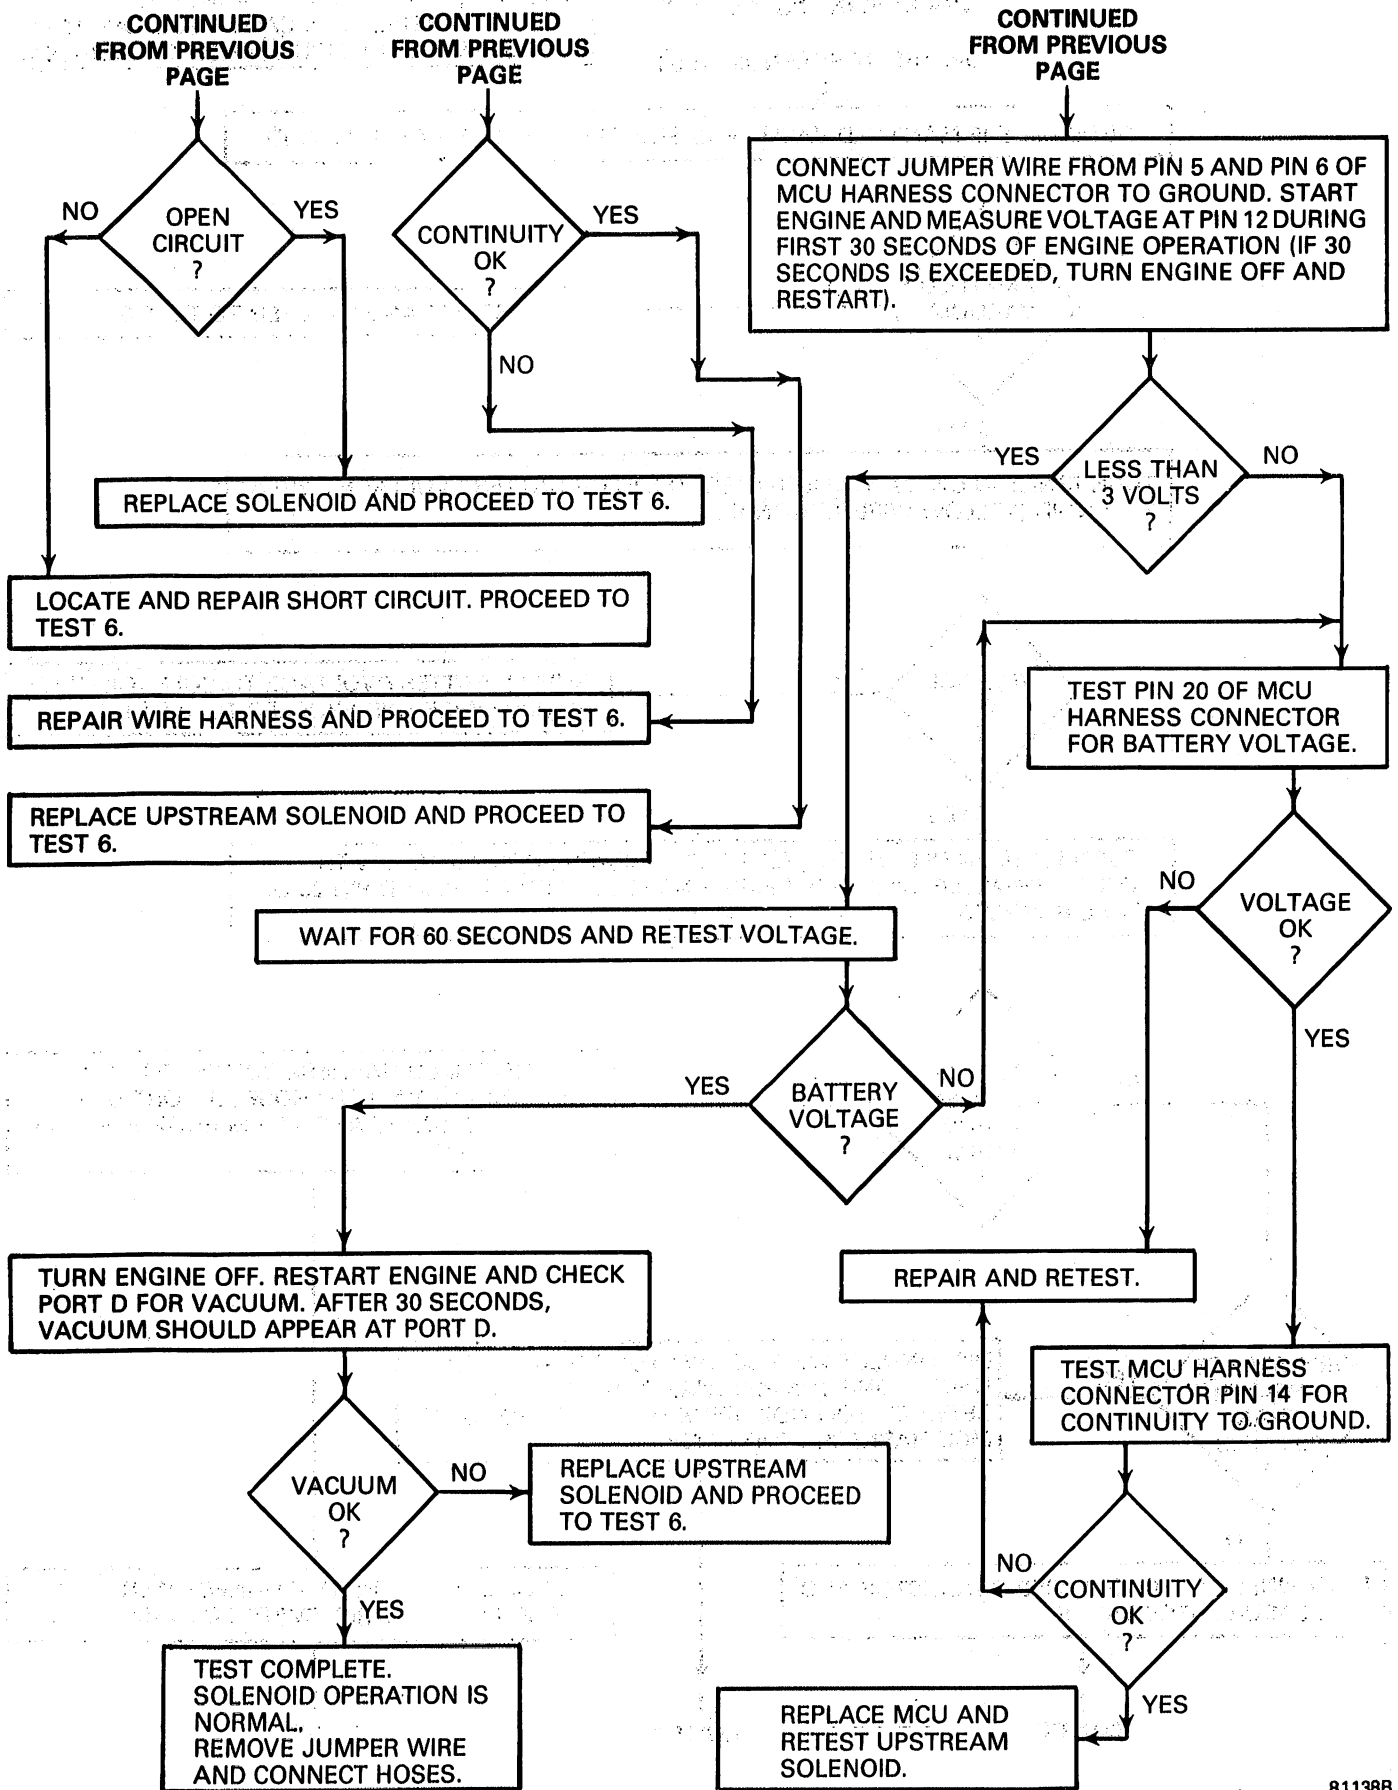 CONTINUED
FROM PREVIOUS
PAGE
CONTINUED
FROM PREVIOUS
PAGE
CONTINUED
FROM PREVIOUS
PAGE
OPEN
CIRCUIT
?
NO
YES
CONTINUITY
OK
?
YES
NO
CONNECT JUMPER WIRE FROM PIN 5 AND PIN 6 OF
MCU HARNESS CONNECTOR TO GROUND. START
ENGINE AND MEASURE VOLTAGE AT PIN 12 DURING
FIRST 30 SECONDS OF ENGINE OPERATION (IF 30
SECONDS IS EXCEEDED, TURN ENGINE OFF AND
RESTART).
YES
LESS THAN
3 VOLTS
?
NO
REPLACE SOLENOID AND PROCEED TO TEST 6.
LOCATE AND REPAIR SHORT CIRCUIT. PROCEED TO
TEST 6.
REPAIR WIRE HARNESS AND PROCEED TO TEST 6.
REPLACE UPSTREAM SOLENOID AND PROCEED TO
TEST 6.
TEST PIN 20 OF MCU
HARNESS CONNECTOR
FOR BATTERY VOLTAGE.
NO
VOLTAGE
OK
?
YES
WAIT FOR 60 SECONDS AND RETEST VOLTAGE.
YES
BATTERY
VOLTAGE
?
NO
TURN ENGINE OFF. RESTART ENGINE AND CHECK
PORT D FOR VACUUM. AFTER 30 SECONDS,
VACUUM SHOULD APPEAR AT PORT D.
REPAIR AND RETEST.
TEST MCU HARNESS
CONNECTOR PIN 14 FOR
CONTINUITY TO GROUND.
VACUUM
OK
?
NO
YES
REPLACE UPSTREAM
SOLENOID AND PROCEED
TO TEST 6.
NO
CONTINUITY
OK
?
YES
TEST COMPLETE.
SOLENOID OPERATION IS
NORMAL.
REMOVE JUMPER WIRE
AND CONNECT HOSES.
REPLACE MCU AND
RETEST UPSTREAM
SOLENOID.
81138B